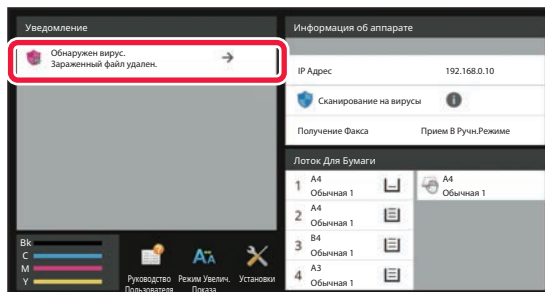 Уведомление
Обнаружен вирус.
Зараженный файл удален.
Информация об аппарате
IP Адрес 192.168.0.10
Сканирование на вирусы
Получение Факса Прием В Ручн.Режиме
Лоток Для Бумаги
1 A4
Обычная 1
A4
Обычная 1
2 A4
Обычная 1
3 B4
Обычная 1
4 A3
Обычная 1
Bk
C
M
Y
Руководство
Пользователя
Режим Увелич.
Показа
Установки